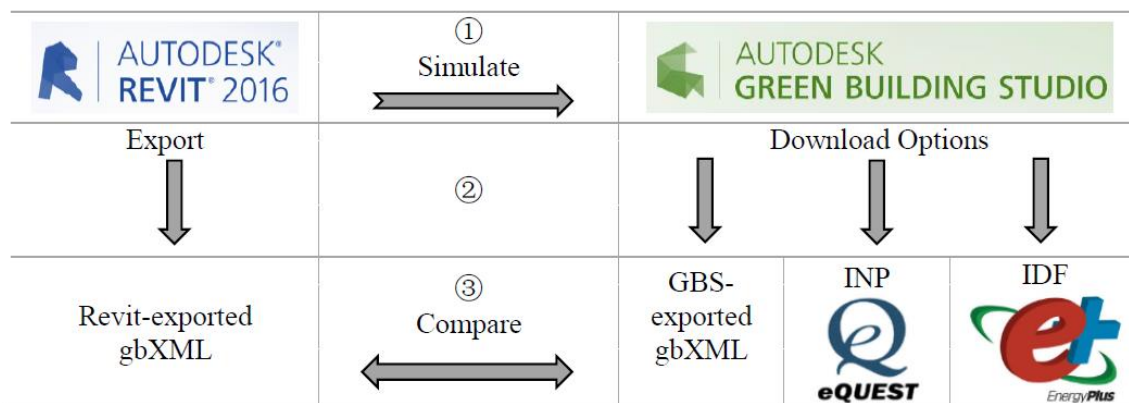 ①
Simulate
AUTODESK®
REVIT® 2016
AUTODESK
GREEN BUILDING STUDIO
Export
②
Download Options
Revit-exported
gbXML
③
Compare
GBS-
exported
gbXML
INP
eQUEST
IDF
e+
EnergyPlus